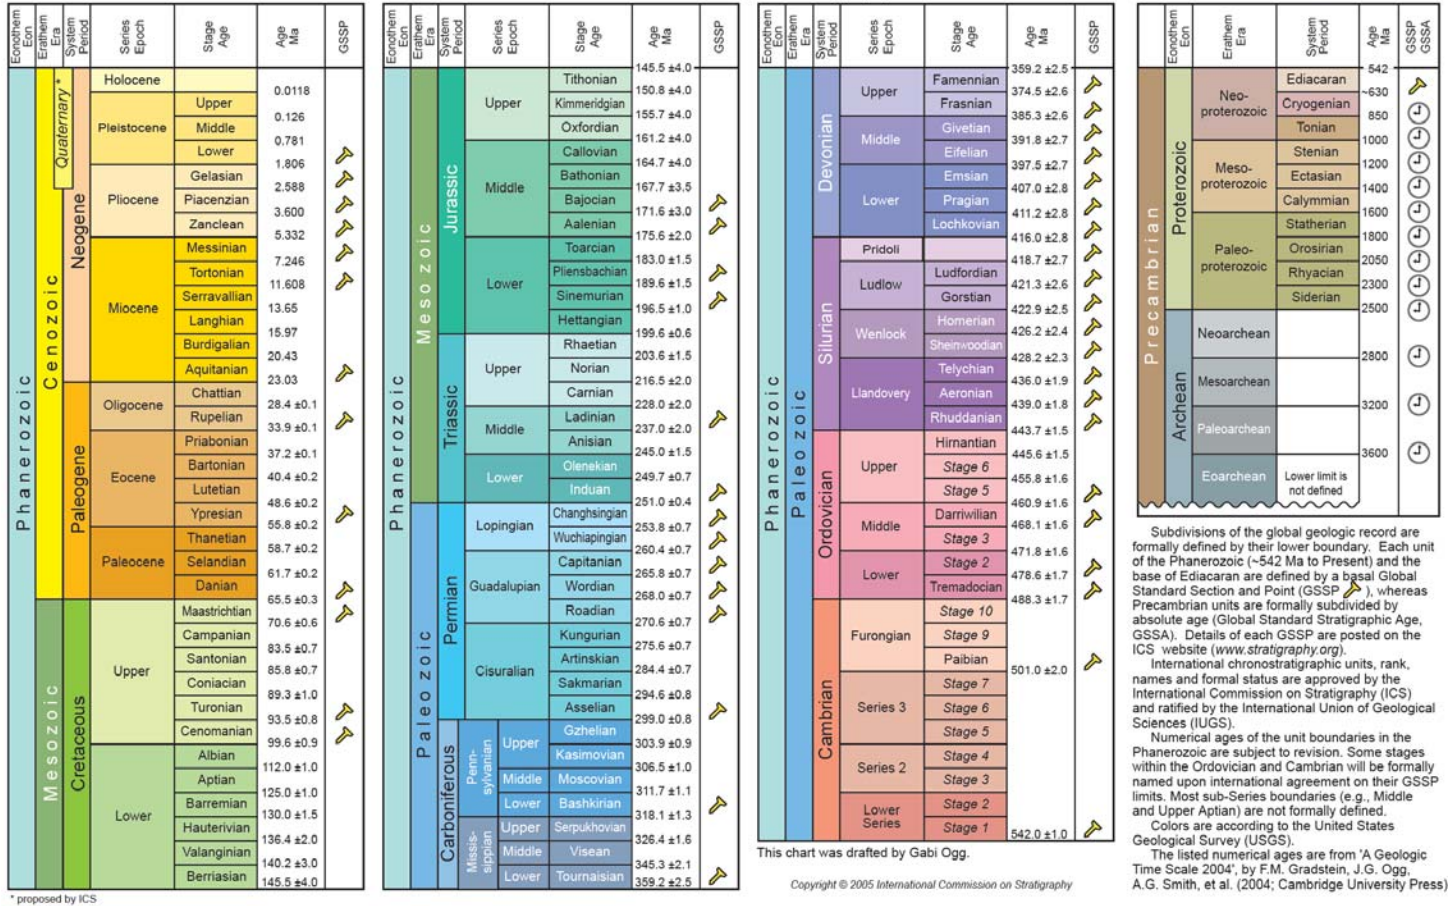 Eonothem Eon
Erathem Era
System Period
Series Epoch
Stage Age
Age Ma
GSSP
Phanerozoic
Cenozoic
Mesozoic
Quaternary *
Neogene
Paleogene
Cretaceous
Holocene
0.0118
Pleistocene
Upper
0.126
Middle
0.781
Lower
1.806
Pliocene
Gelasian
2.588
Piacenzian
3.600
Zanclean
5.332
Miocene
Messinian
7.246
Tortonian
11.608
Serravallian
13.65
Langhian
15.97
Burdigalian
20.43
Aquitanian
23.03
Oligocene
Chattian
28.4 ±0.1
Rupelian
33.9 ±0.1
Eocene
Priabonian
37.2 ±0.1
Bartonian
40.4 ±0.2
Lutetian
48.6 ±0.2
Ypresian
55.8 ±0.2
Paleocene
Thanetian
58.7 ±0.2
Selandian
61.7 ±0.2
Danian
65.5 ±0.3
Upper
Maastrichtian
70.6 ±0.6
Campanian
83.5 ±0.7
Santonian
85.8 ±0.7
Coniacian
89.3 ±1.0
Turonian
93.5 ±0.8
Cenomanian
99.6 ±0.9
Lower
Albian
112.0 ±1.0
Aptian
125.0 ±1.0
Barremian
130.0 ±1.5
Hauterivian
136.4 ±2.0
Valanginian
140.2 ±3.0
Berriasian
145.5 ±4.0
* proposed by ICS
Eonothem Eon
Erathem Era
System Period
Series Epoch
Stage Age
Age Ma
GSSP
Phanerozoic
Mesozoic
Paleozoic
Jurassic
Triassic
Permian
Carboniferous
145.5 ±4.0
Upper
Tithonian
150.8 ±4.0
Kimmeridgian
155.7 ±4.0
Oxfordian
161.2 ±4.0
Middle
Callovian
164.7 ±4.0
Bathonian
167.7 ±3.5
Bajocian
171.6 ±3.0
Aalenian
175.6 ±2.0
Lower
Toarcian
183.0 ±1.5
Pliensbachian
189.6 ±1.5
Sinemurian
196.5 ±1.0
Hettangian
199.6 ±0.6
Upper
Rhaetian
203.6 ±1.5
Norian
216.5 ±2.0
Carnian
228.0 ±2.0
Middle
Ladinian
237.0 ±2.0
Anisian
245.0 ±1.5
Lower
Olenekian
249.7 ±0.7
Induan
251.0 ±0.4
Lopingian
Changhsingian
253.8 ±0.7
Wuchiapingian
260.4 ±0.7
Guadalupian
Capitanian
265.8 ±0.7
Wordian
268.0 ±0.7
Roadian
270.6 ±0.7
Cisuralian
Kungurian
275.6 ±0.7
Artinskian
284.4 ±0.7
Sakmarian
294.6 ±0.8
Asselian
299.0 ±0.8
Penn-
sylvanian
Upper
Gzhelian
303.9 ±0.9
Kasimovian
306.5 ±1.0
Middle
Moscovian
311.7 ±1.1
Lower
Bashkirian
318.1 ±1.3
Missis-
sippian
Upper
Serpukhovian
326.4 ±1.6
Middle
Visean
345.3 ±2.1
Lower
Tournaisian
359.2 ±2.5
Eonothem Eon
Erathem Era
System Period
Series Epoch
Stage Age
Age Ma
GSSP
Phanerozoic
Paleozoic
Devonian
Silurian
Ordovician
Cambrian
359.2 ±2.5
Upper
Famennian
374.5 ±2.6
Frasnian
385.3 ±2.6
Middle
Givetian
391.8 ±2.7
Eifelian
397.5 ±2.7
Lower
Emsian
407.0 ±2.8
Pragian
411.2 ±2.8
Lochkovian
416.0 ±2.8
Pridoli
418.7 ±2.7
Ludlow
Ludfordian
421.3 ±2.6
Gorstian
422.9 ±2.5
Wenlock
Homerian
426.2 ±2.4
Sheinwoodian
428.2 ±2.3
Llandovery
Telychian
436.0 ±1.9
Aeronian
439.0 ±1.8
Rhuddanian
443.7 ±1.5
Upper
Hirnantian
445.6 ±1.5
Stage 6
455.8 ±1.6
Stage 5
460.9 ±1.6
Middle
Darriwilian
468.1 ±1.6
Stage 3
471.8 ±1.6
Lower
Stage 2
478.6 ±1.7
Tremadocian
488.3 ±1.7
Furongian
Stage 10
Stage 9
Paibian
501.0 ±2.0
Series 3
Stage 7
Stage 6
Stage 5
Series 2
Stage 4
Stage 3
Lower
Series
Stage 2
Stage 1
542.0 ±1.0
This chart was drafted by Gabi Ogg.
Copyright © 2005 International Commission on Stratigraphy
Eonothem Eon
Erathem Era
System Period
Age Ma
GSSP GSSA
Precambrian
Proterozoic
Archean
542
Neo-
proterozoic
Ediacaran
~630
Cryogenian
850
Tonian
1000
Meso-
proterozoic
Stenian
1200
Ectasian
1400
Calymmian
1600
Paleo-
proterozoic
Statherian
1800
Orosirian
2050
Rhyacian
2300
Siderian
2500
Neoarchean
2800
Mesoarchean
3200
Paleoarchean
3600
Eoarchean
Lower limit is
not defined
Subdivisions of the global geologic record are
formally defined by their lower boundary. Each unit
of the Phanerozoic (~542 Ma to Present) and the
base of Ediacaran are defined by a basal Global
Standard Section and Point (GSSP ), whereas
Precambrian units are formally subdivided by
absolute age (Global Standard Stratigraphic Age,
GSSA). Details of each GSSP are posted on the
ICS website (www.stratigraphy.org).
International chronostratigraphic units, rank,
names and formal status are approved by the
International Commission on Stratigraphy (ICS)
and ratified by the International Union of Geological
Sciences (IUGS).
Numerical ages of the unit boundaries in the
Phanerozoic are subject to revision. Some stages
within the Ordovician and Cambrian will be formally
named upon international agreement on their GSSP
limits. Most sub-Series boundaries (e.g., Middle
and Upper Aptian) are not formally defined.
Colors are according to the United States
Geological Survey (USGS).
The listed numerical ages are from 'A Geologic
Time Scale 2004', by F.M. Gradstein, J.G. Ogg,
A.G. Smith, et al. (2004; Cambridge University Press)